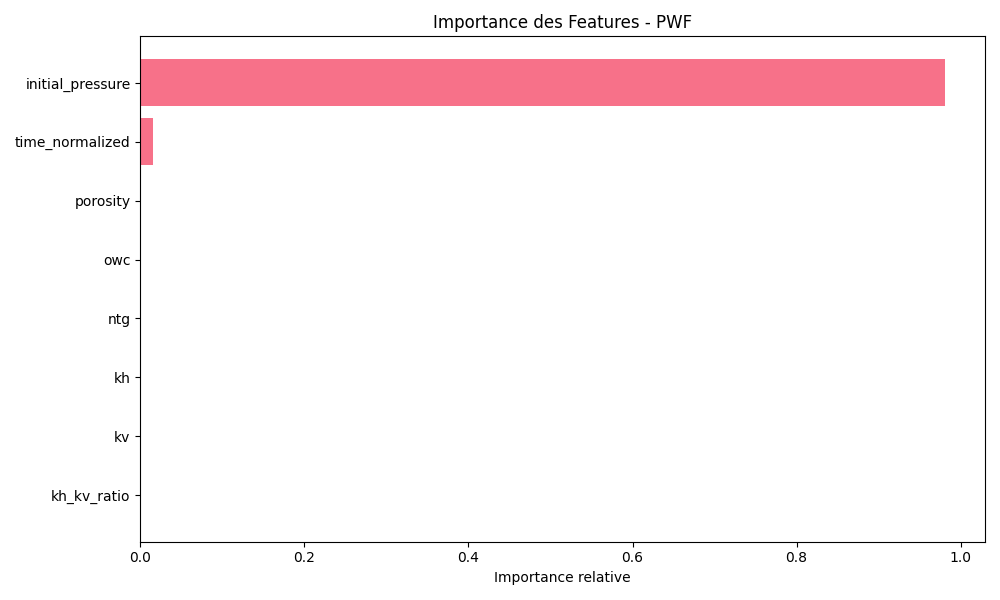 Importance des Features - PWF
initial_pressure
time_normalized
porosity
owc
ntg
kh
kv
kh_kv_ratio
0.0 0.2 0.4 0.6 0.8 1.0
Importance relative